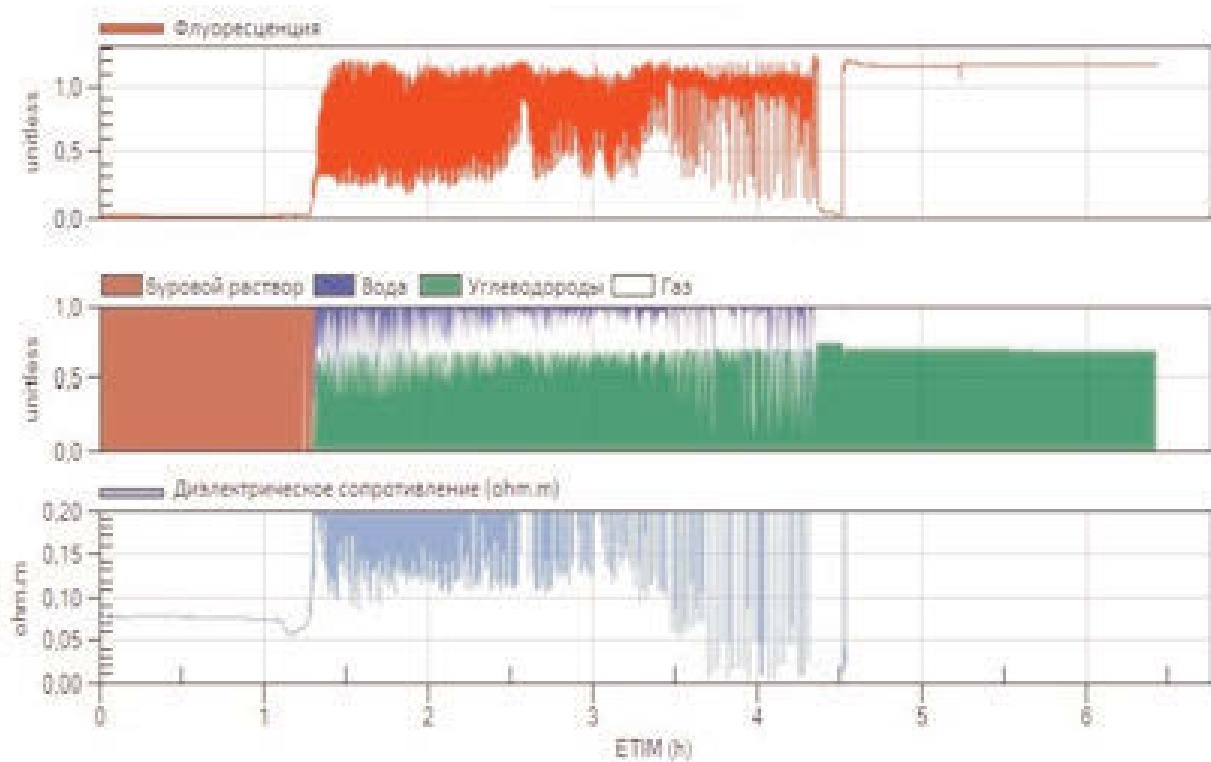 Флуоресценция
unitless
1,0
0,5
0,0
Буровой раствор Вода Углеводороды Газ
unitless
1,0
0,5
0,0
Диэлектрическое сопротивление (ohm.m)
ohm.m
0,20
0,15
0,10
0,05
0,00
0 1 2 3 4 5 6
ETIM (h)